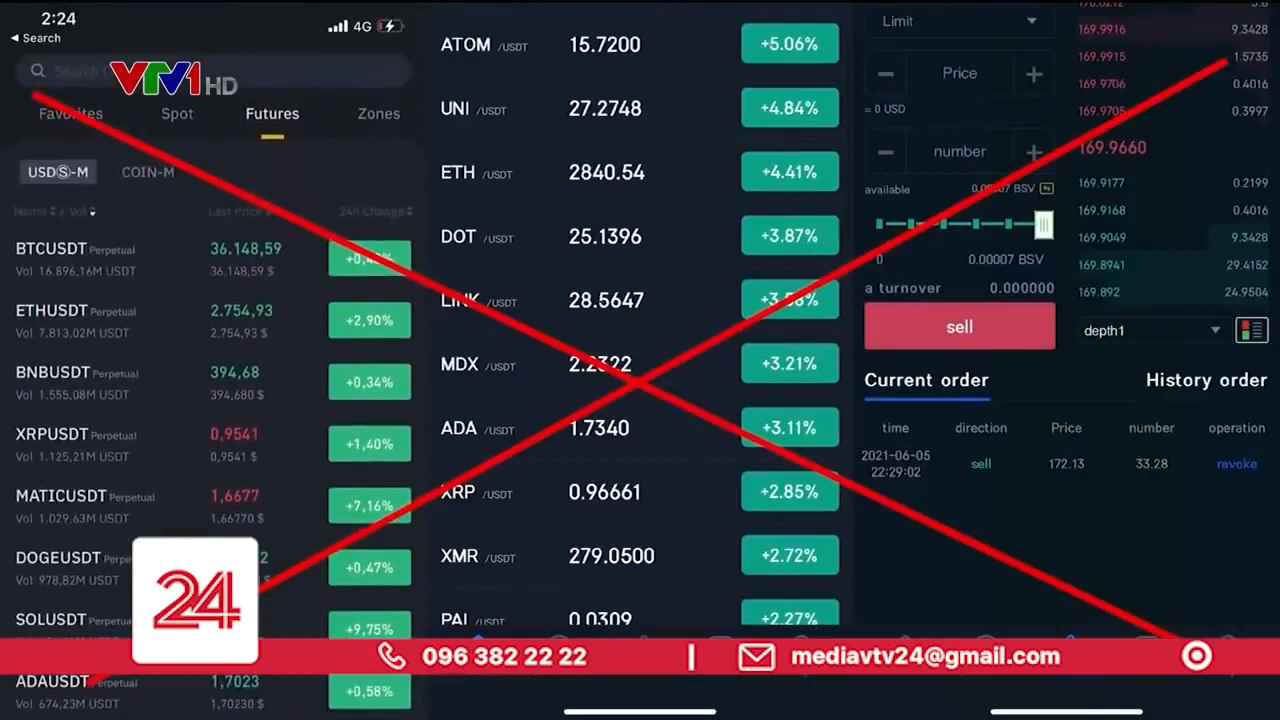 2:24
4G
Search
VTV1 HD
Favorites Spot Futures Zones
USDⓈ-M COIN-M
Name / Vol Last Price 24h Change
BTCUSDT Perpetual 36.148,59
Vol 16.896,16M USDT 36.148,59 $
ETHUSDT Perpetual 2.754,93 +2,90%
Vol 7.813,02M USDT 2.754,93 $
BNBUSDT Perpetual 394,68 +0,34%
Vol 1.555,08M USDT 394,680 $
XRPUSDT Perpetual 0,9541 +1,40%
Vol 1.125,21M USDT 0,9541 $
MATICUSDT Perpetual 1,6677 +7,16%
Vol 1.029,63M USDT 1,66770 $
DOGEUSDT +0,47%
Vol 978,82M USDT
SOLUSDT +9,75%
ADAUSDT Perpetual 1,7023 +0,58%
Vol 674,23M USDT 1,70230 $
ATOM /USDT 15.7200 +5.06%
UNI /USDT 27.2748 +4.84%
ETH /USDT 2840.54 +4.41%
DOT /USDT 25.1396 +3.87%
LINK /USDT 28.5647
MDX /USDT 2.2322 +3.21%
ADA /USDT 1.7340 +3.11%
XRP /USDT 0.96661 +2.85%
XMR /USDT 279.0500 +2.72%
/USDT 0.0309 +2.27%
Limit
Price
= 0 USD
number
available 0.00007 BSV
0 0.00007 BSV
a turnover 0.000000
sell
169.9916 9.3428
169.9915 1.5735
169.9706 0.4016
169.9705 0.3997
169.9660
169.9177 0.2199
169.9168 0.4016
169.9049 9.3428
169.8941 29.4152
169.892 24.9504
depth1
Current order History order
time direction Price number operation
2021-06-05
22:29:02 sell 172.13 33.28 revoke
24
096 382 22 22 | mediavtv24@gmail.com